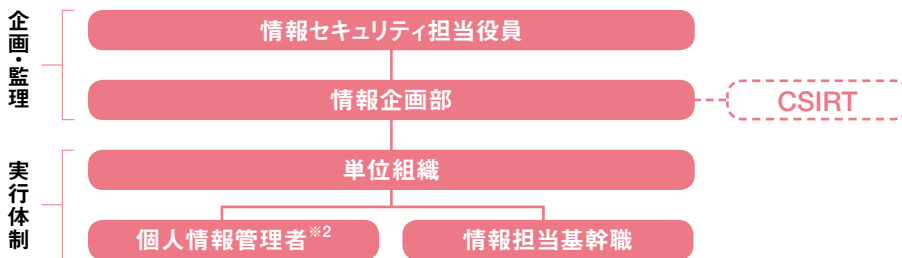 企画・監理
情報セキュリティ担当役員
情報企画部
CSIRT
実行体制
単位組織
個人情報管理者※2
情報担当基幹職